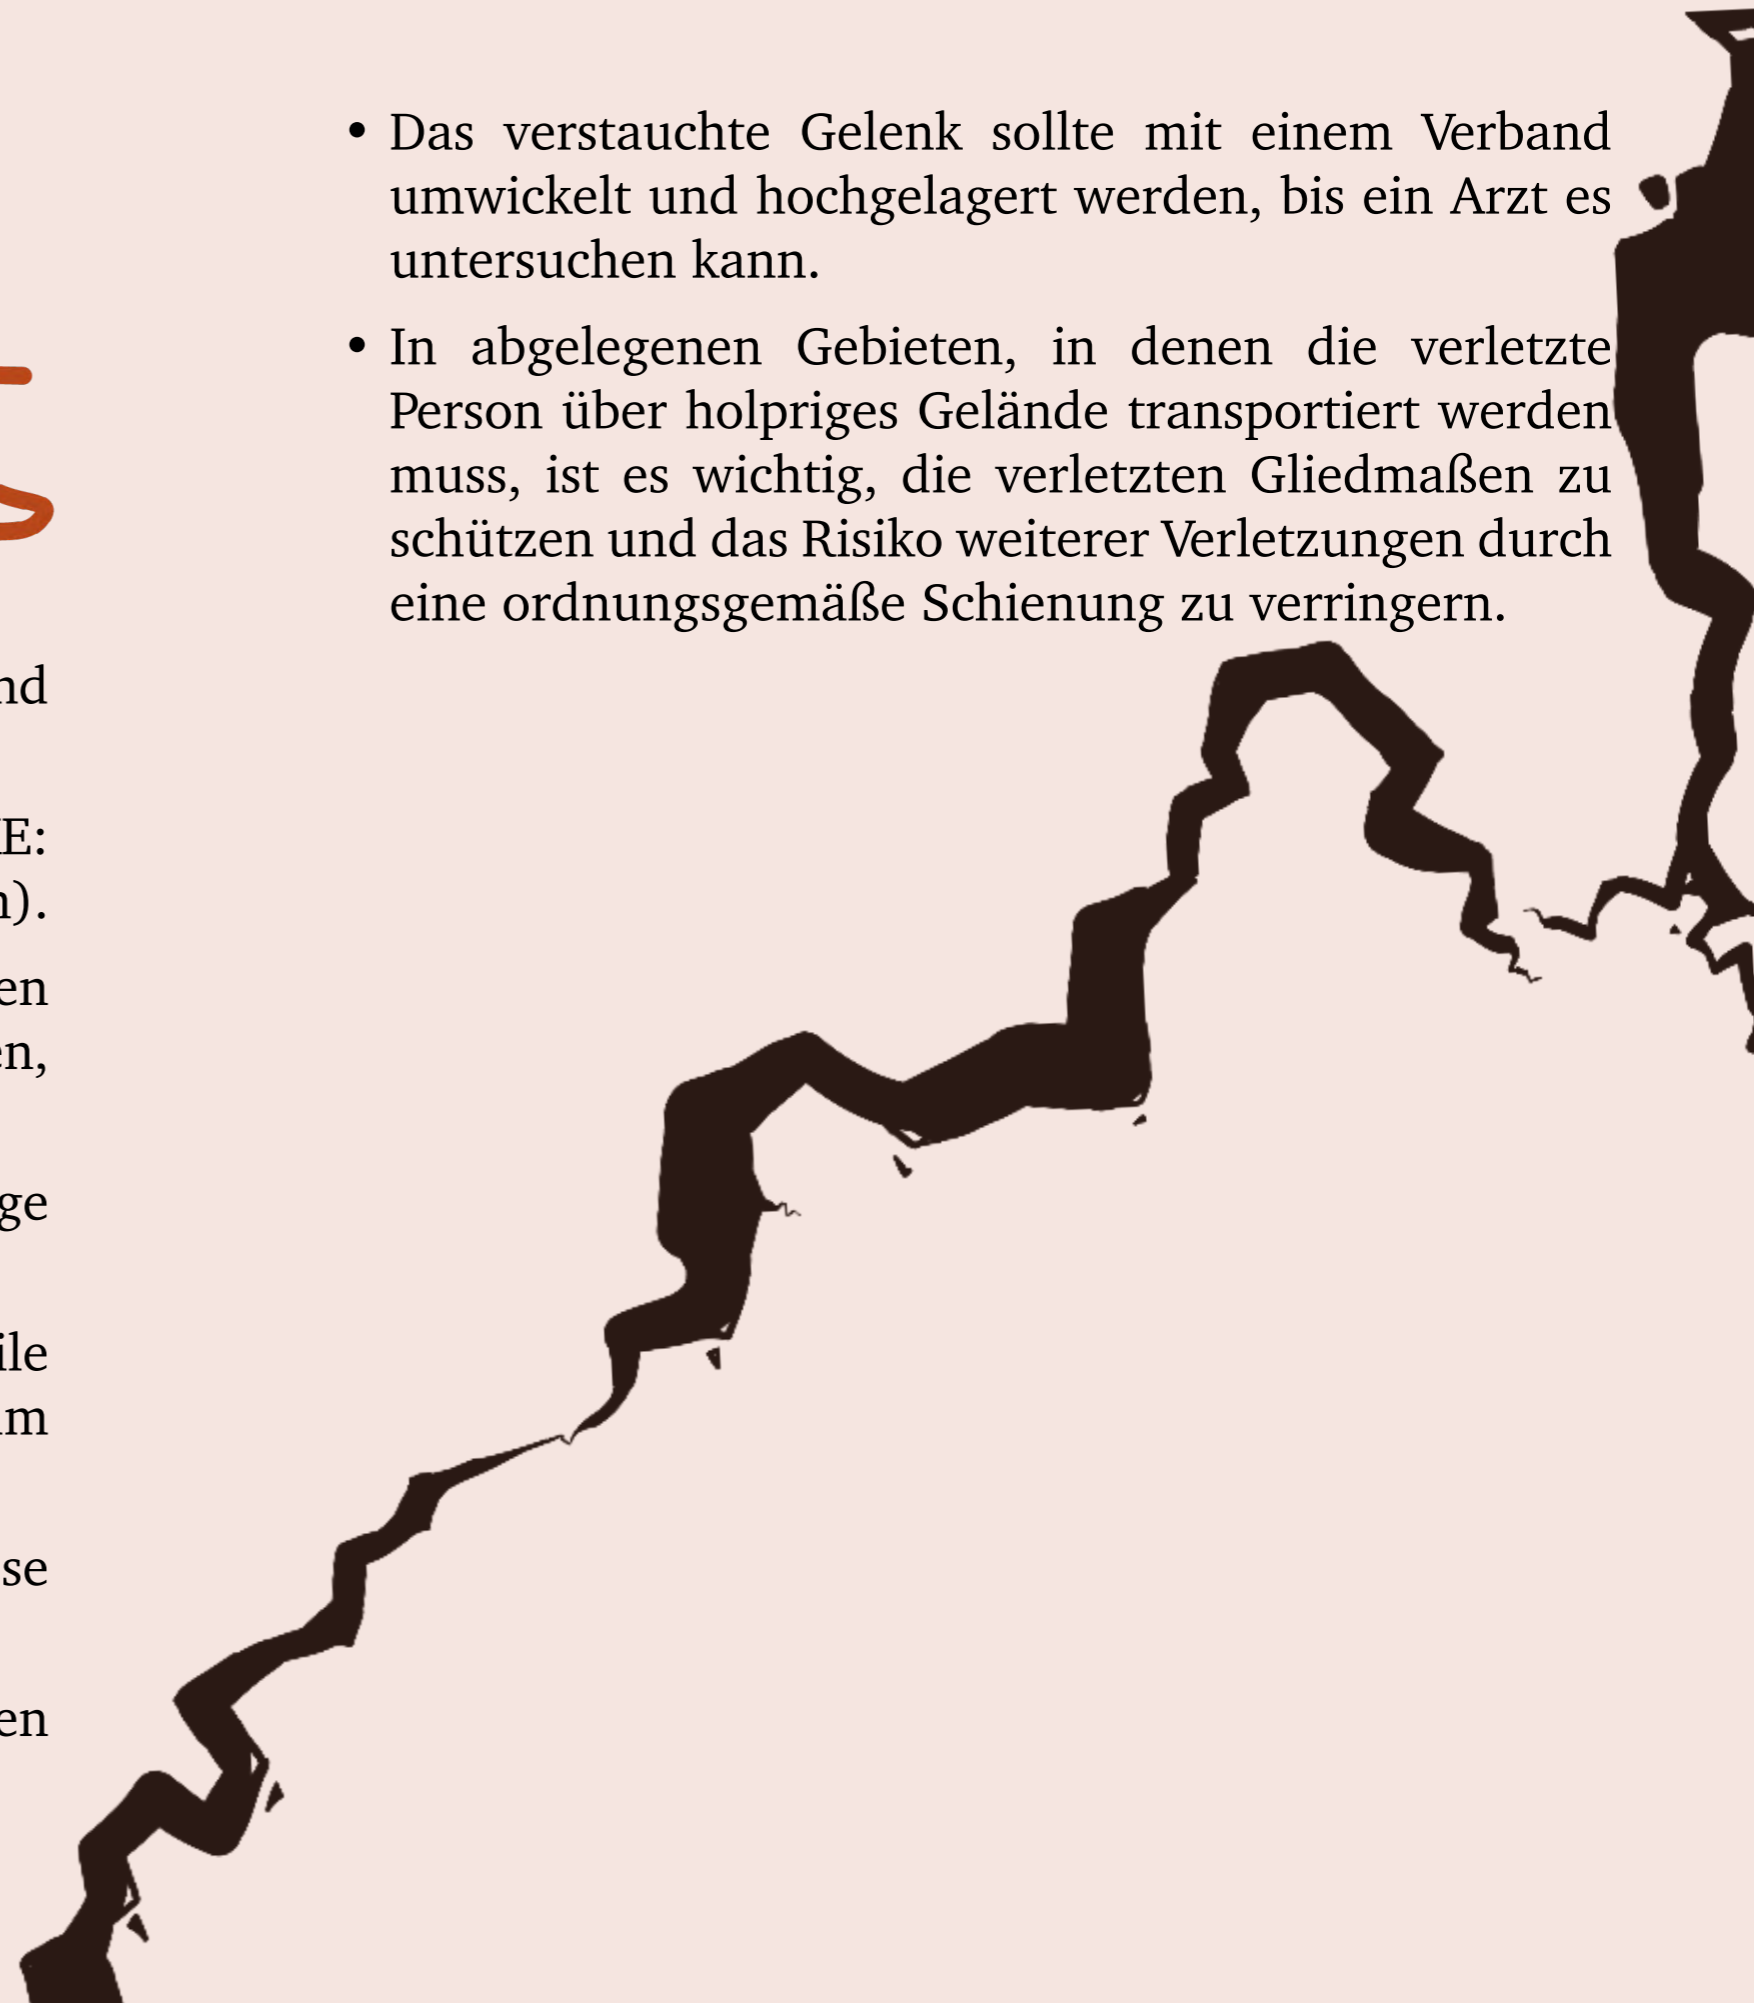 • Das verstauchte Gelenk sollte mit einem Verband
umwickelt und hochgelagert werden, bis ein Arzt es
untersuchen kann.
• In abgelegenen Gebieten, in denen die verletzte
Person über holpriges Gelände transportiert werden
muss, ist es wichtig, die verletzten Gliedmaßen zu
schützen und das Risiko weiterer Verletzungen durch
eine ordnungsgemäße Schienung zu verringern.